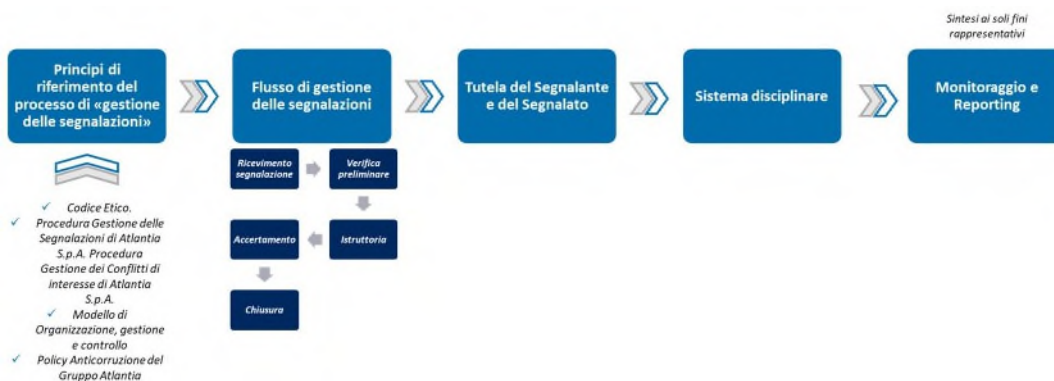 Sintesi ai soli fini
rappresentativi
Principi di
riferimento del
processo di «gestione
delle segnalazioni»
Flusso di gestione
delle segnalazioni
Tutela del Segnalante
e del Segnalato
Sistema disciplinare
Monitoraggio e
Reporting
Ricevimento
segnalazione
Verifica
preliminare
Accertamento
Istruttoria
Chiusura
✓ Codice Etico.
✓ Procedura Gestione delle
Segnalazioni di Atlantia
S.p.A. Procedura
Gestione dei Conflitti di
interesse di Atlantia
S.p.A.
✓ Modello di
Organizzazione, gestione
e controllo
✓ Policy Anticorruzione del
Gruppo Atlantia